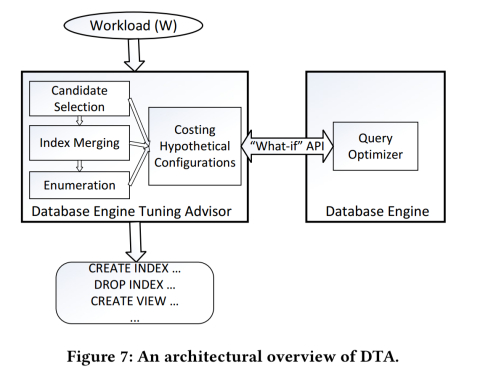 Workload (W)
Candidate
Selection
Index Merging
Enumeration
Costing
Hypothetical
Configurations
Database Engine Tuning Advisor
"What-if" API
Query
Optimizer
Database Engine
CREATE INDEX ...
DROP INDEX ...
CREATE VIEW ...
...
Figure 7: An architectural overview of DTA.